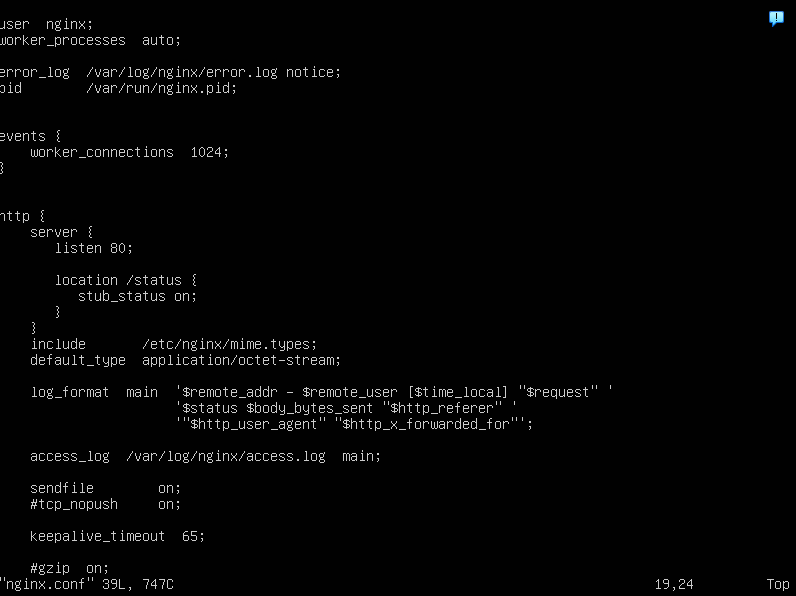 user  nginx;
worker_processes  auto;

error_log  /var/log/nginx/error.log notice;
pid        /var/run/nginx.pid;


events {
    worker_connections  1024;
}


http {
    server {
       listen 80;

       location /status {
          stub_status on;
       }
    }
    include       /etc/nginx/mime.types;
    default_type  application/octet-stream;

    log_format  main  '$remote_addr - $remote_user [$time_local] "$request" '
                      '$status $body_bytes_sent "$http_referer" '
                      '"$http_user_agent" "$http_x_forwarded_for"';

    access_log  /var/log/nginx/access.log  main;

    sendfile        on;
    #tcp_nopush     on;

    keepalive_timeout  65;

    #gzip  on;
"nginx.conf" 39L, 747C                                                            19,24         Top